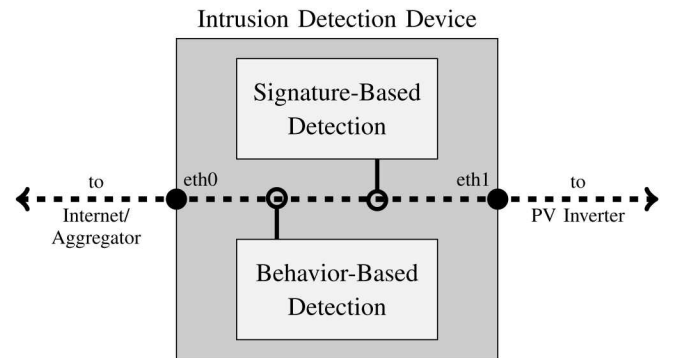 Intrusion Detection Device
Signature-Based
Detection
to
eth0
eth1
to
Internet/
Aggregator
PV Inverter
Behavior-Based
Detection